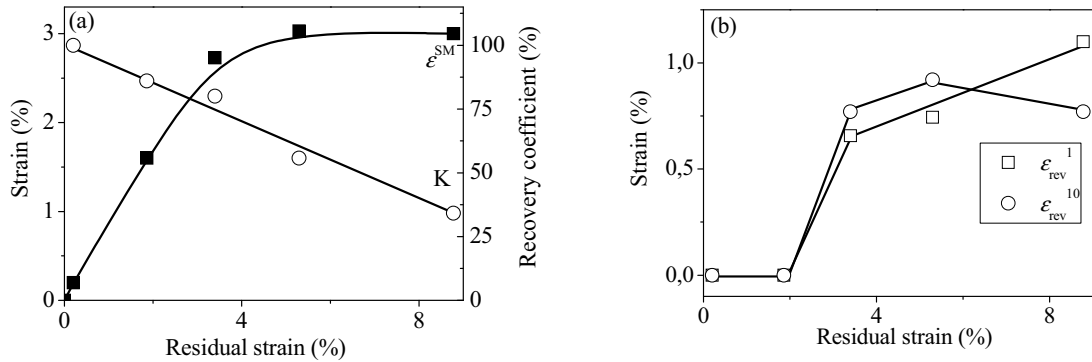 (a)
3
2
1
0
Strain (%)
ε^SM
K
100
75
50
25
0
Recovery coefficient (%)
0 4 8
Residual strain (%)
(b)
1,0
0,5
0,0
Strain (%)
ε_rev^1
ε_rev^10
0 4 8
Residual strain (%)